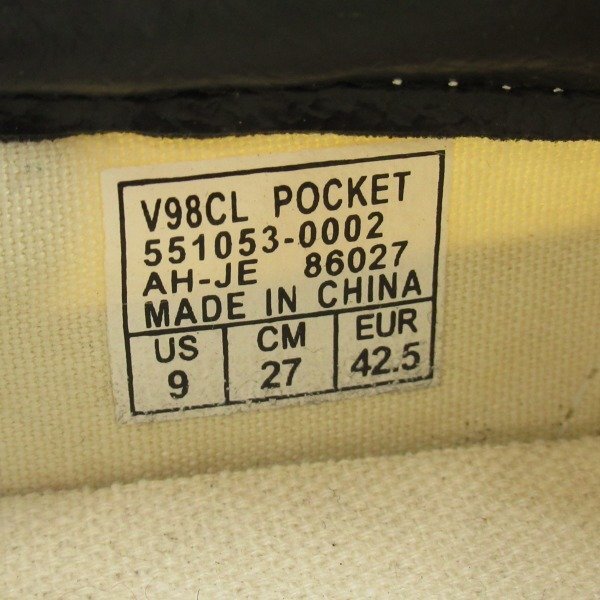 V98CL POCKET
551053-0002
AH-JE 86027
MADE IN CHINA
US CM EUR
9 27 42.5